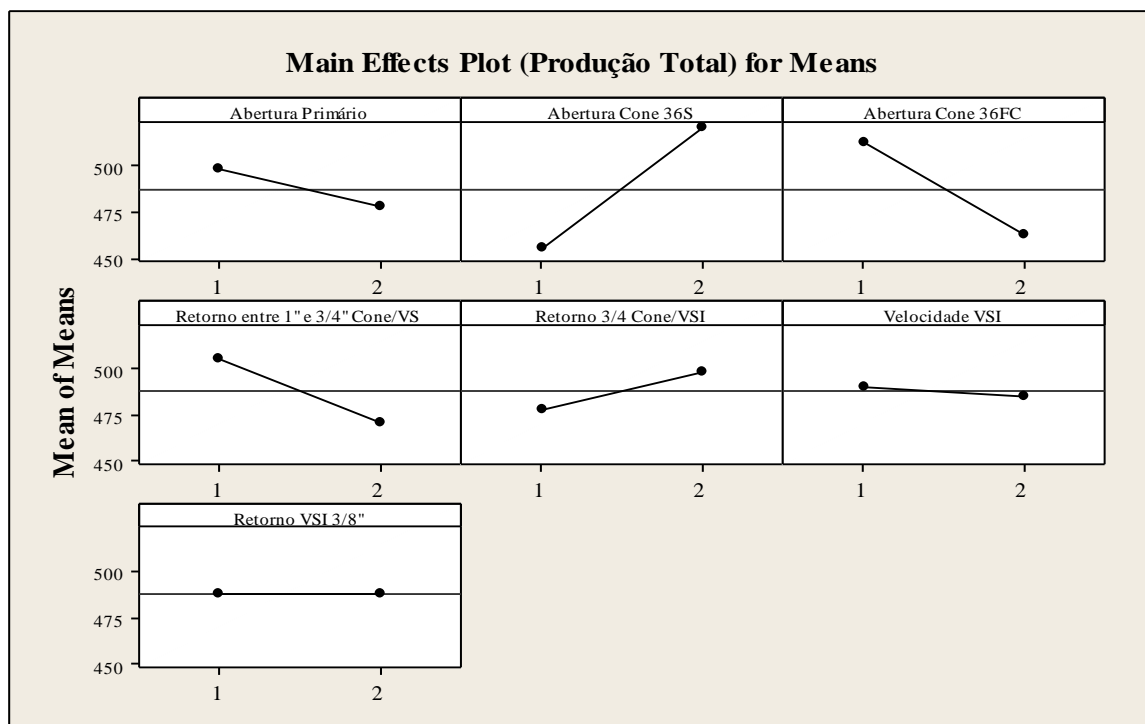 Main Effects Plot (Produção Total) for Means
Mean of Means
Abertura Primário
Abertura Cone 36S
Abertura Cone 36FC
500
475
450
1
2
1
2
1
2
Retorno entre 1" e 3/4" Cone/VS
Retorno 3/4 Cone/VSI
Velocidade VSI
500
475
450
1
2
1
2
1
2
Retorno VSI 3/8"
500
475
450
1
2